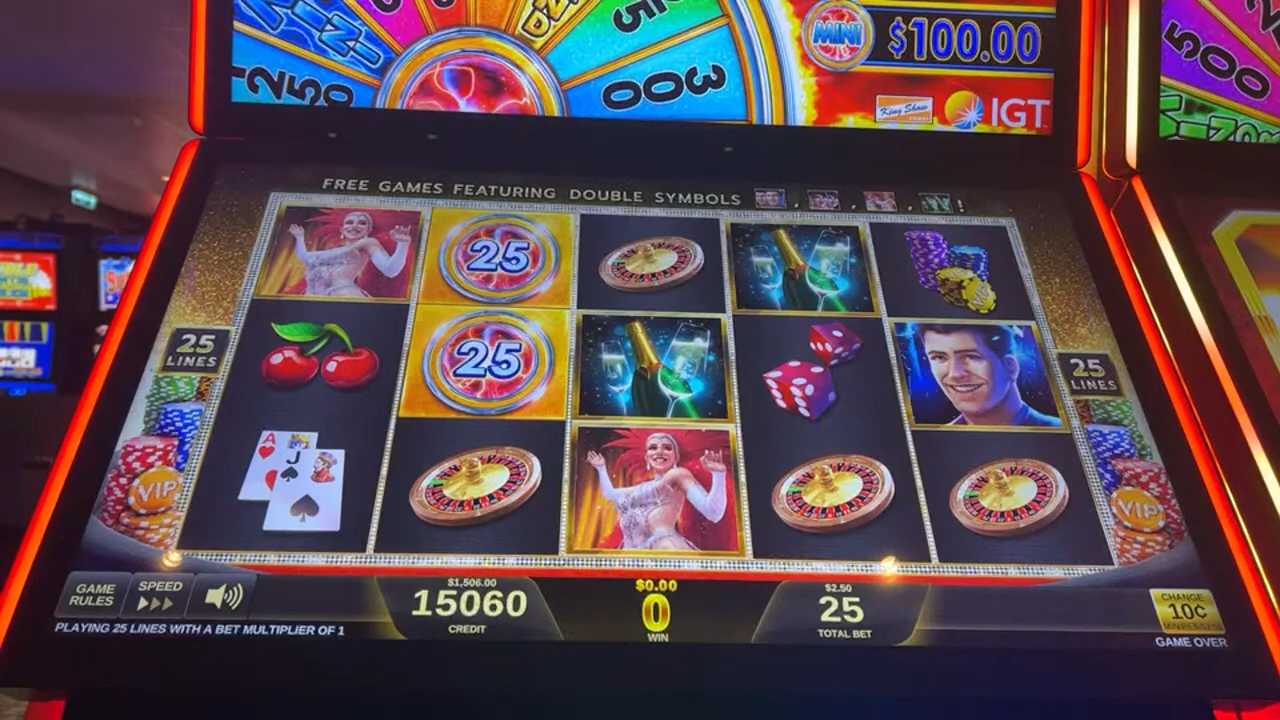 250
300
MINI
$100.00
King Show
GAMES
IGT
500
FREE GAMES FEATURING DOUBLE SYMBOLS , , , !
25
25
LINES
25
LINES
25
A
J
VIP
VIP
GAME
RULES
SPEED
$1,506.00
15060
CREDIT
$0.00
0
WIN
$2.50
25
TOTAL BET
CHANGE
10¢
PLAYING 25 LINES WITH A BET MULTIPLIER OF 1
GAME OVER